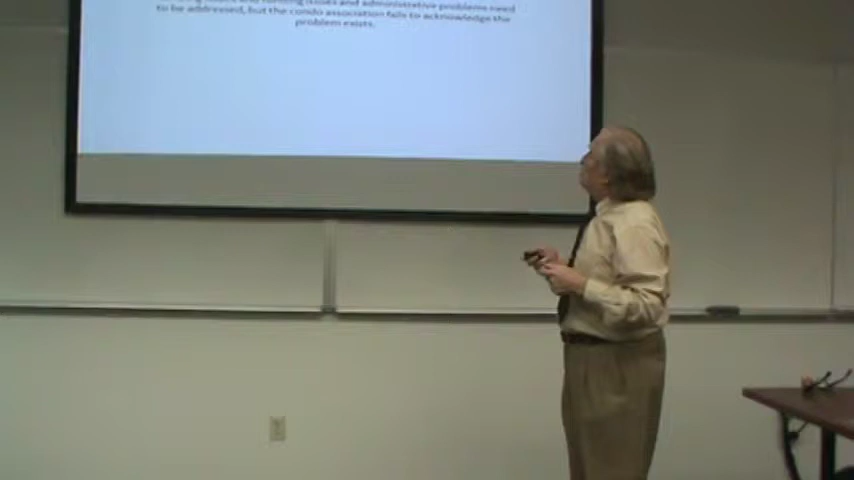 issues and administrative problems need
to be addressed, but the condo association fails to acknowledge the
problem exists.